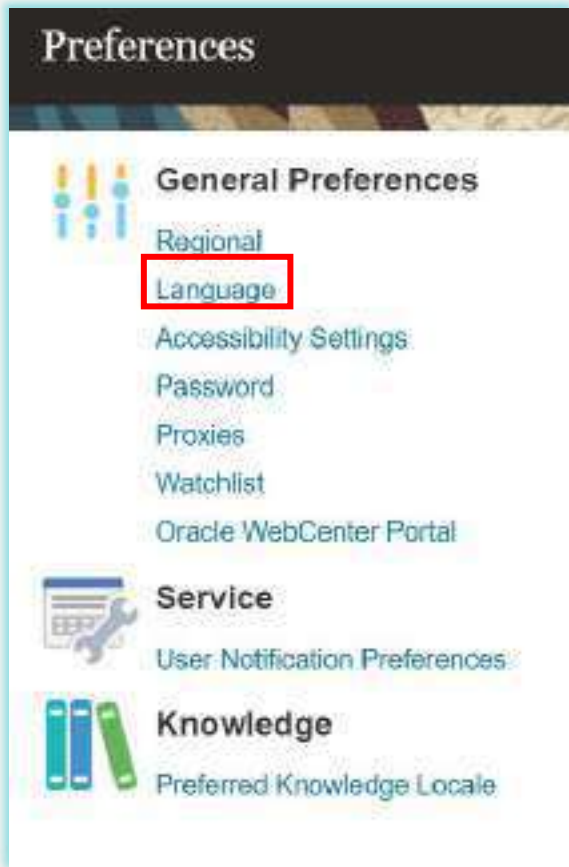 Preferences
General Preferences
Regional
Language
Accessibility Settings
Password
Proxies
Watchlist
Oracle WebCenter Portal
Service
User Notification Preferences
Knowledge
Preferred Knowledge Locale